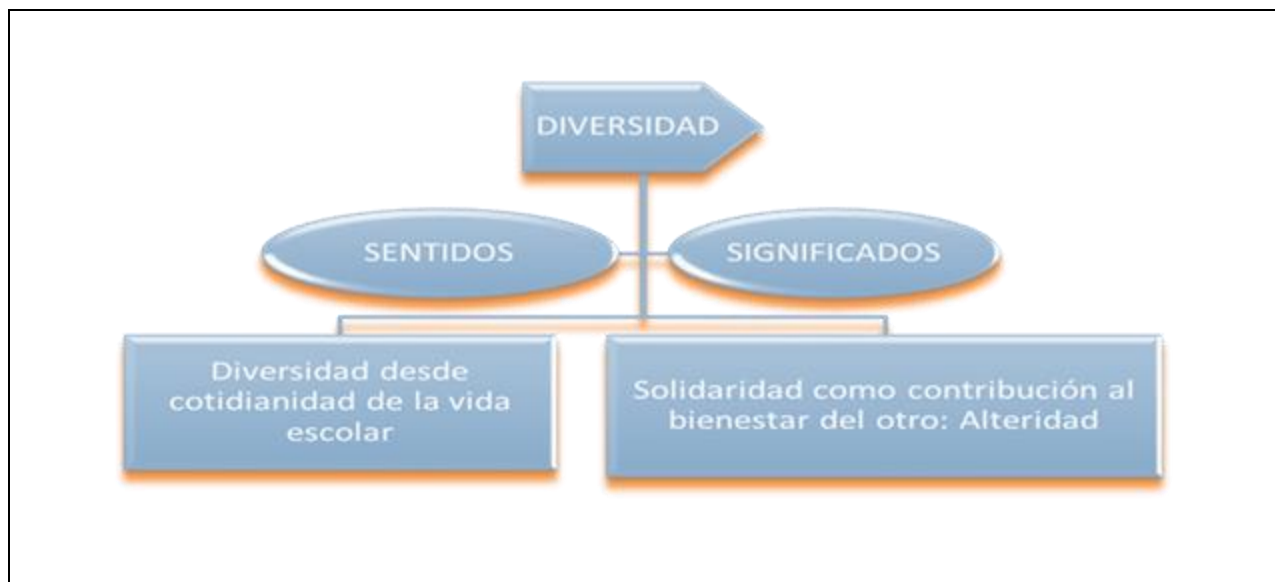 DIVERSIDAD
SENTIDOS
SIGNIFICADOS
Diversidad desde
cotidianidad de la vida
escolar
Solidaridad como contribución al
bienestar del otro: Alteridad